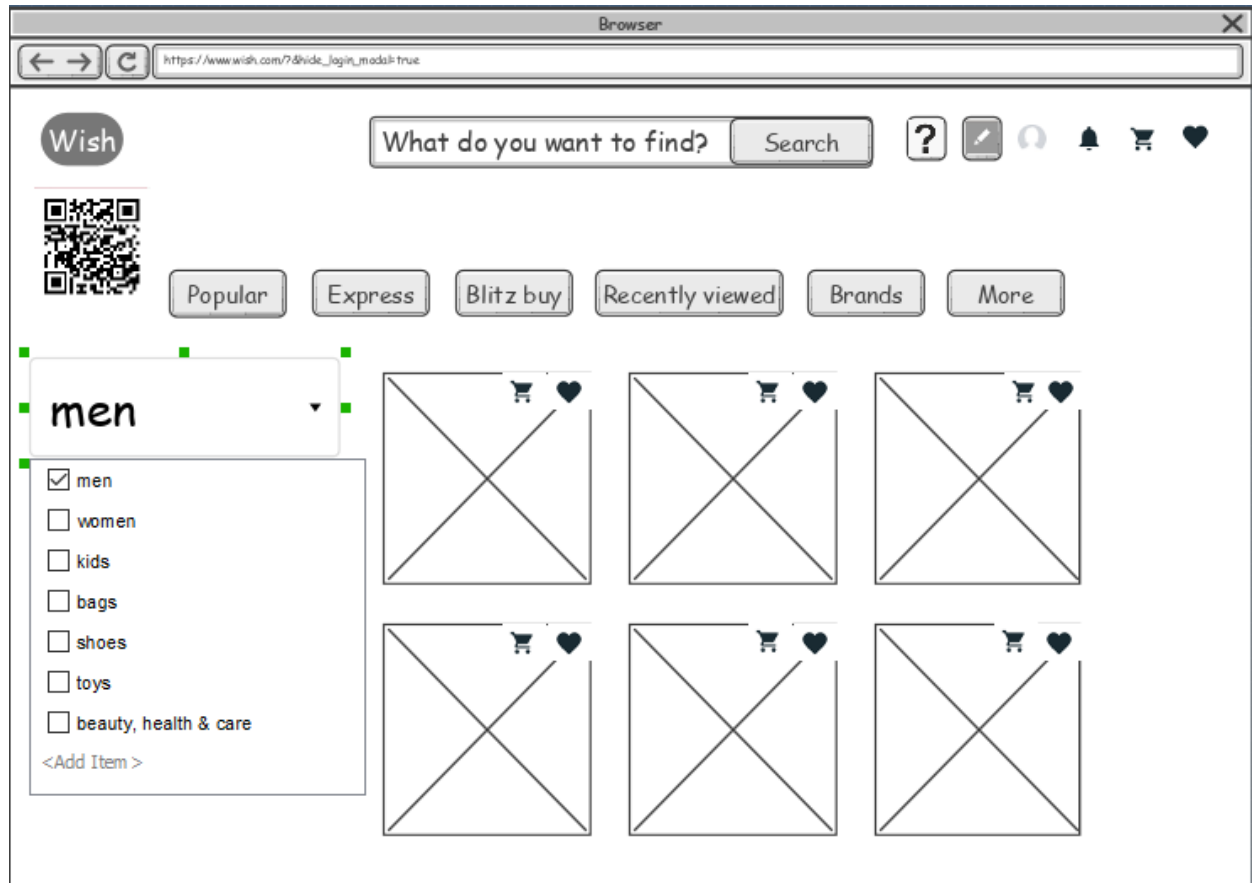 Browser
https://www.wish.com/?&hide_login_modal=true
Wish
What do you want to find?
Search
?
Popular
Express
Blitz buy
Recently viewed
Brands
More
men
men
women
kids
bags
shoes
toys
beauty, health & care
<Add Item >